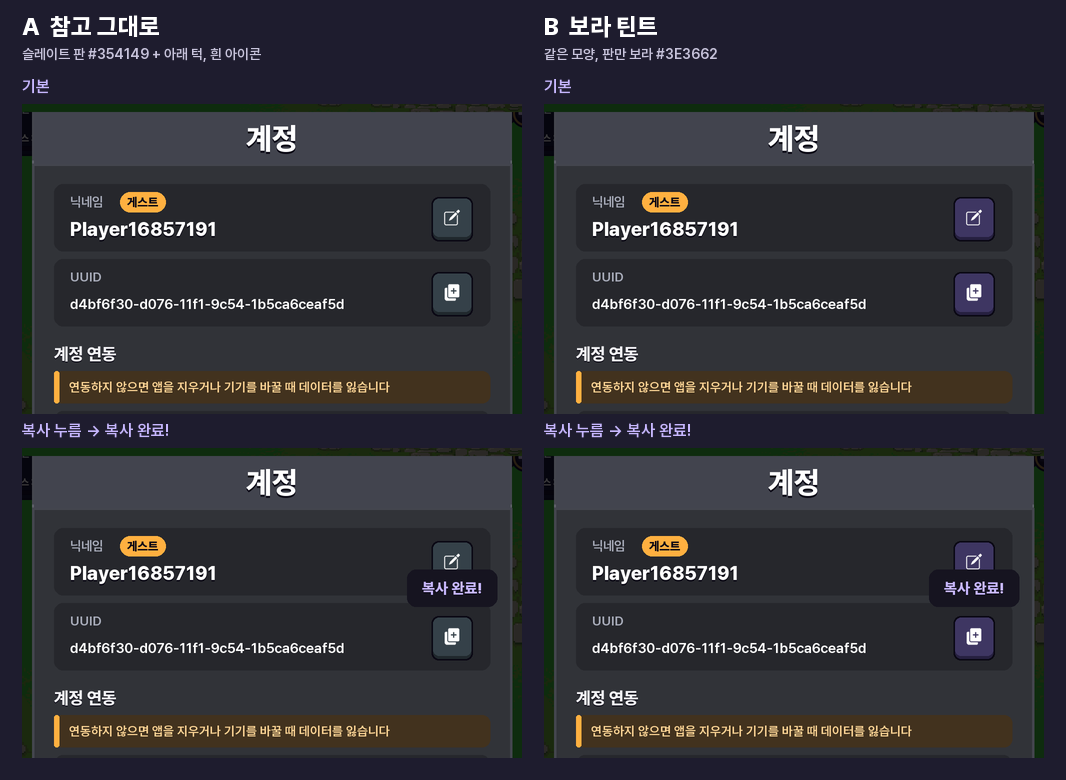 A 참고 그대로
슬레이트 판 #354149 + 아래 턱, 흰 아이콘
기본
계정
닉네임 게스트
Player16857191
UUID
d4bf6f30-d076-11f1-9c54-1b5ca6ceaf5d
계정 연동
연동하지 않으면 앱을 지우거나 기기를 바꿀 때 데이터를 잃습니다
복사 누름 → 복사 완료!
계정
닉네임 게스트
Player16857191
복사 완료!
UUID
d4bf6f30-d076-11f1-9c54-1b5ca6ceaf5d
계정 연동
연동하지 않으면 앱을 지우거나 기기를 바꿀 때 데이터를 잃습니다
B 보라 틴트
같은 모양, 판만 보라 #3E3662
기본
계정
닉네임 게스트
Player16857191
UUID
d4bf6f30-d076-11f1-9c54-1b5ca6ceaf5d
계정 연동
연동하지 않으면 앱을 지우거나 기기를 바꿀 때 데이터를 잃습니다
복사 누름 → 복사 완료!
계정
닉네임 게스트
Player16857191
복사 완료!
UUID
d4bf6f30-d076-11f1-9c54-1b5ca6ceaf5d
계정 연동
연동하지 않으면 앱을 지우거나 기기를 바꿀 때 데이터를 잃습니다